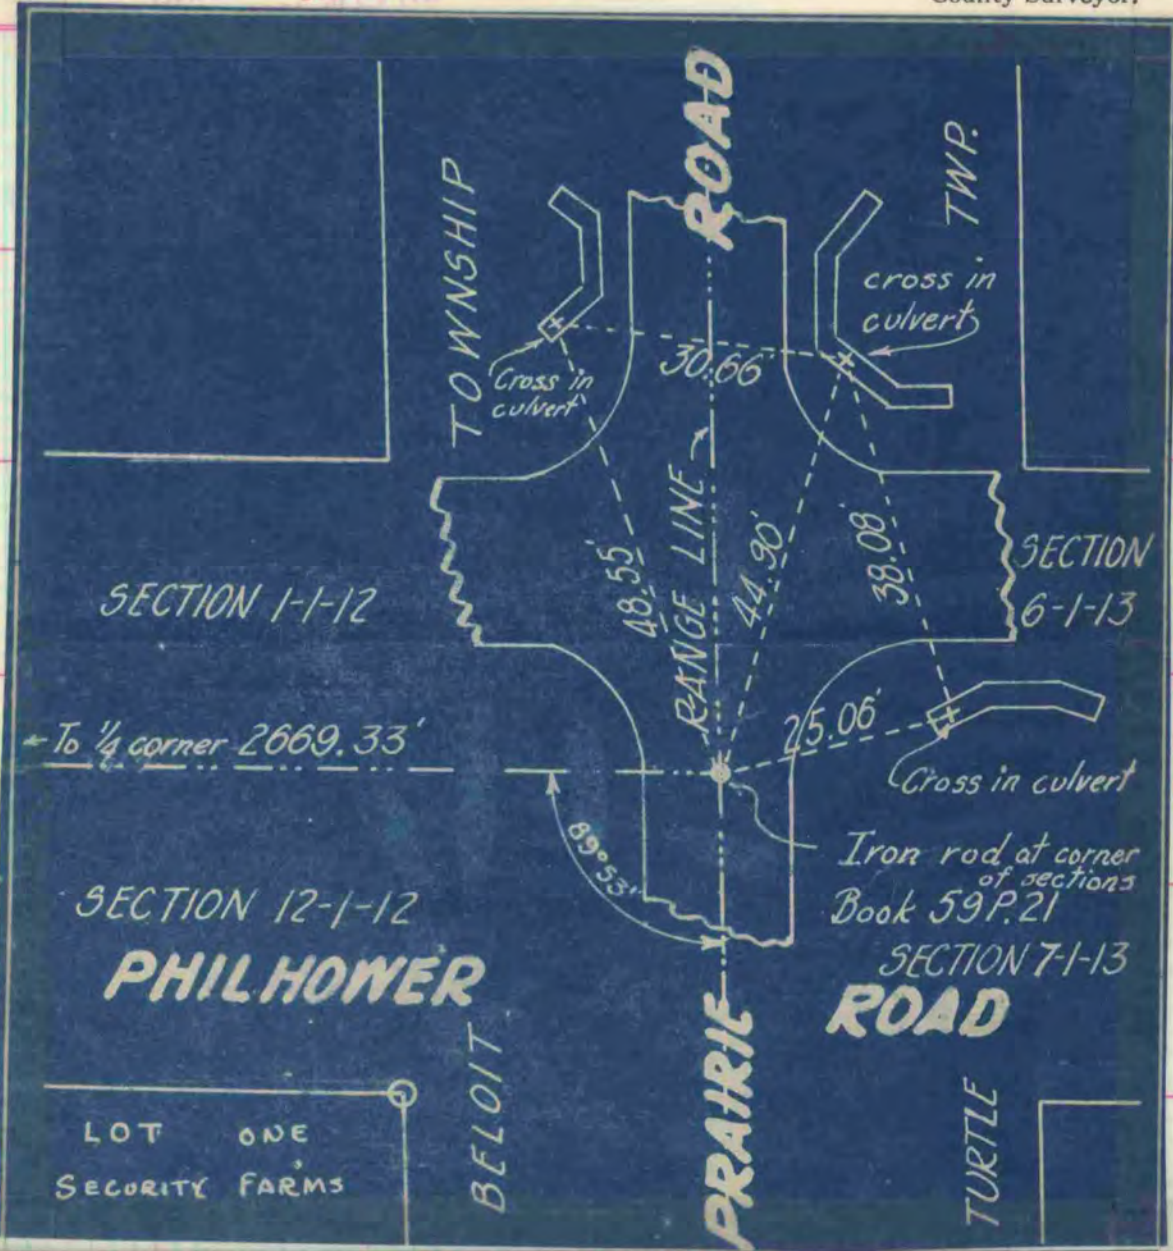 County Surveyor.
ROAD
TOWNSHIP
TWP.
cross in
culvert
30.66'
Cross in
culvert
RANGE LINE
48.55'
44.90'
38.08'
SECTION 1-1-12
SECTION
6-1-13
To 1/4 corner 2669.33'
25.06'
Cross in culvert
89°53'
Iron rod at corner
of sections
Book 59 P. 21
SECTION 12-1-12
SECTION 7-1-13
PHILHOWER
ROAD
BELOIT
PRAIRIE
TURTLE
LOT ONE
SECURITY FARMS